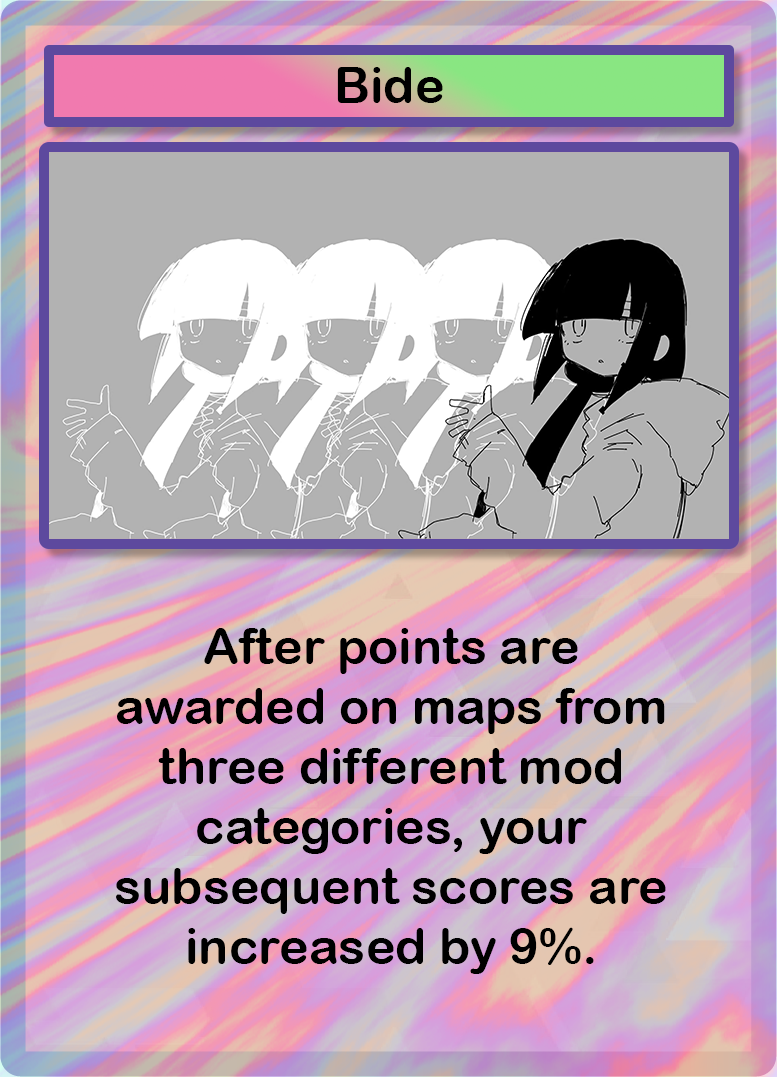 Bide
After points are
awarded on maps from
three different mod
categories, your
subsequent scores are
increased by 9%.